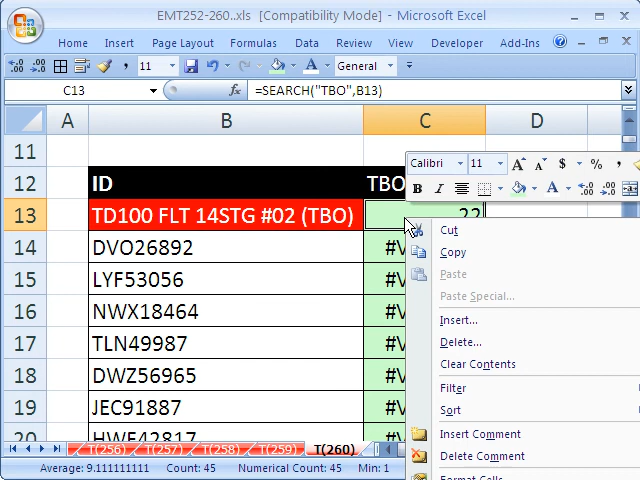 EMT252-260..xls [Compatibility Mode] - Microsoft Excel
Home Insert Page Layout Formulas Data Review View Developer Add-Ins
11 A General
C13 fx =SEARCH("TBO",B13)
A B C D
11
12 ID TBO
13 TD100 FLT 14STG #02 (TBO) 22
14 DVO26892 #V
15 LYF53056 #V
16 NWX18464 #V
17 TLN49987 #V
18 DWZ56965 #V
19 JEC91887 #V
20 HWE42817 #V
Calibri 11 A A $ % ,
B I A
Cut
Copy
Paste
Paste Special...
Insert...
Delete...
Clear Contents
Filter
Sort
Insert Comment
Delete Comment
Format Cells...
T(256) T(257) T(258) T(259) T(260)
Average: 9.111111111 Count: 45 Numerical Count: 45 Min: 1